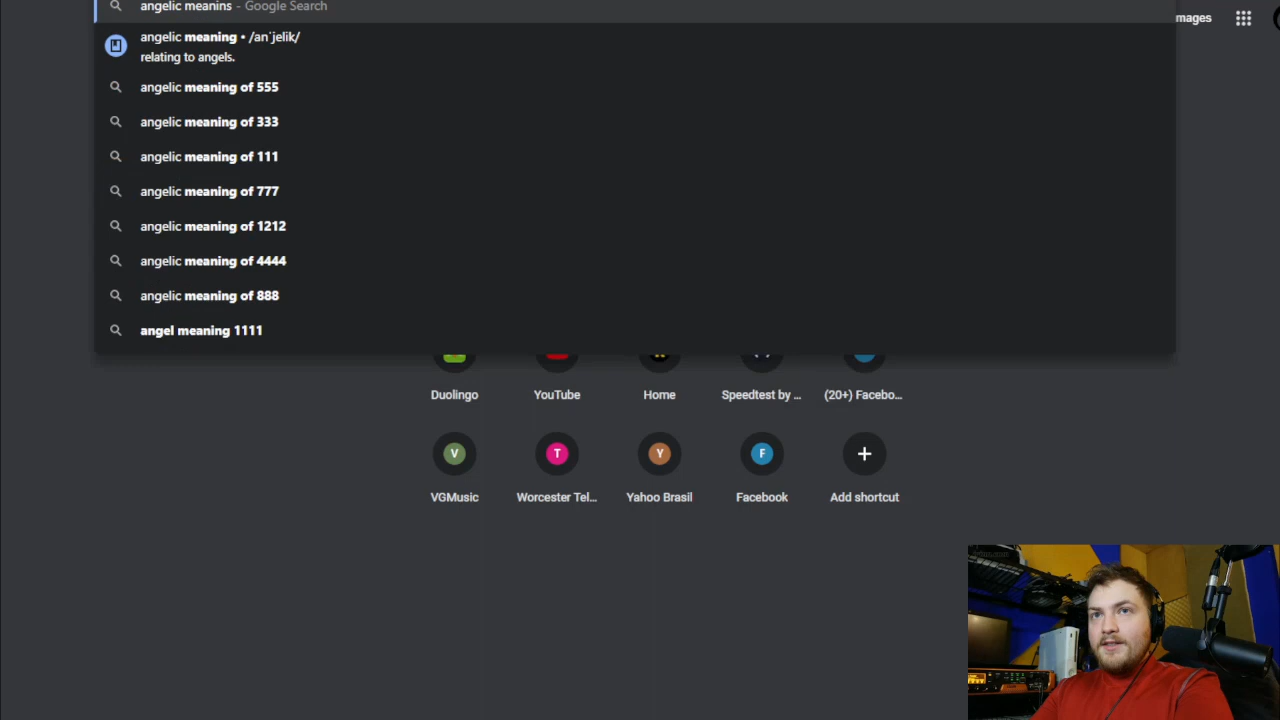 angelic meanins - Google Search
mages
angelic meaning • /anˈjelik/
relating to angels.
angelic meaning of 555
angelic meaning of 333
angelic meaning of 111
angelic meaning of 777
angelic meaning of 1212
angelic meaning of 4444
angelic meaning of 888
angel meaning 1111
Duolingo
YouTube
Home
Speedtest by ...
(20+) Facebo...
V
T
Y
F
VGMusic
Worcester Tel...
Yahoo Brasil
Facebook
Add shortcut